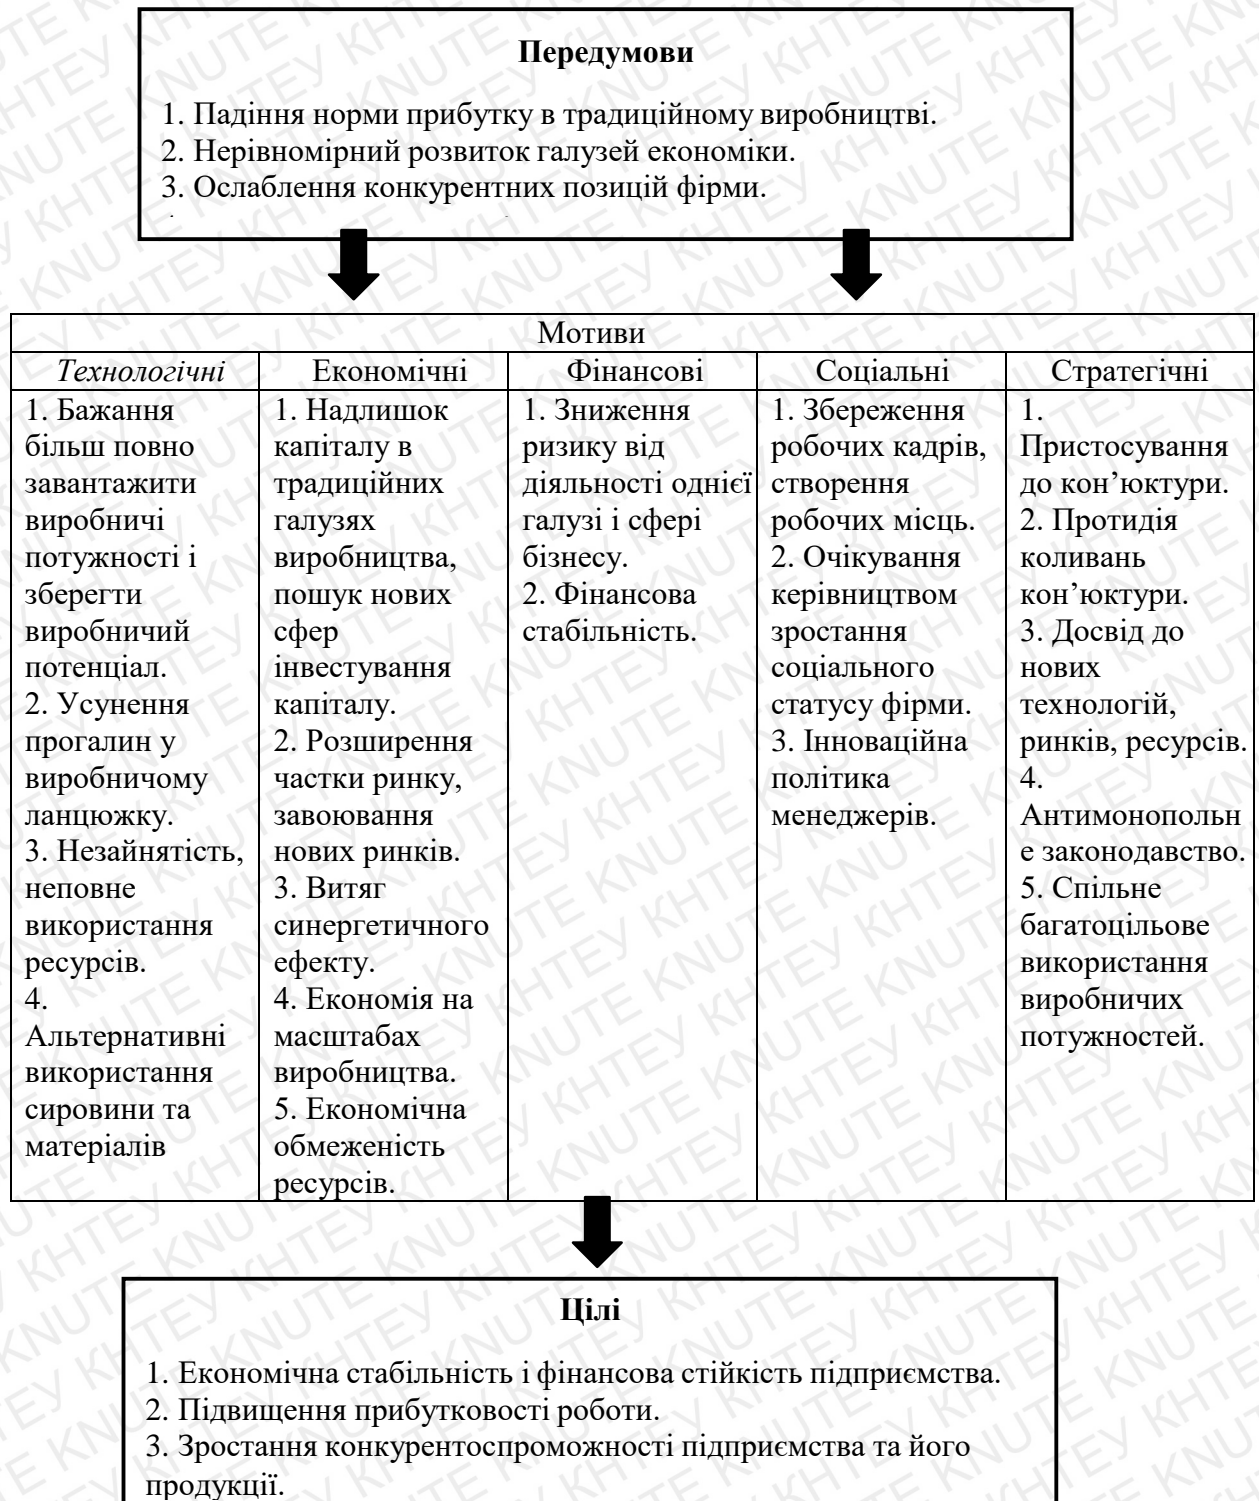 Передумови
1. Падіння норми прибутку в традиційному виробництві.
2. Нерівномірний розвиток галузей економіки.
3. Ослаблення конкурентних позицій фірми.
Мотиви
Технологічні
1. Бажання
більш повно
завантажити
виробничі
потужності і
зберегти
виробничий
потенціал.
2. Усунення
прогалин у
виробничому
ланцюжку.
3. Незайнятість,
неповне
використання
ресурсів.
4.
Альтернативні
використання
сировини та
матеріалів
Економічні
1. Надлишок
капіталу в
традиційних
галузях
виробництва,
пошук нових
сфер
інвестування
капіталу.
2. Розширення
частки ринку,
завоювання
нових ринків.
3. Витяг
синергетичного
ефекту.
4. Економія на
масштабах
виробництва.
5. Економічна
обмеженість
ресурсів.
Фінансові
1. Зниження
ризику від
діяльності однієї
галузі і сфері
бізнесу.
2. Фінансова
стабільність.
Соціальні
1. Збереження
робочих кадрів,
створення
робочих місць.
2. Очікування
керівництвом
зростання
соціального
статусу фірми.
3. Інноваційна
політика
менеджерів.
Стратегічні
1.
Пристосування
до кон’юктури.
2. Протидія
коливань
кон’юктури.
3. Досвід до
нових
технологій,
ринків, ресурсів.
4.
Антимонопольн
е законодавство.
5. Спільне
багатоцільове
використання
виробничих
потужностей.
Цілі
1. Економічна стабільність і фінансова стійкість підприємства.
2. Підвищення прибутковості роботи.
3. Зростання конкурентоспроможності підприємства та його
продукції.